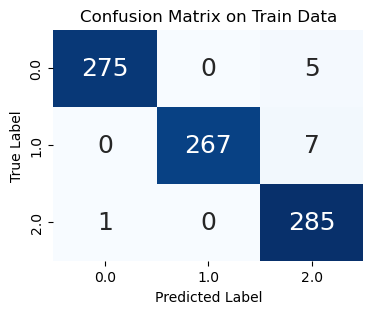 Confusion Matrix on Train Data
0.0 275 0 5
1.0 0 267 7
2.0 1 0 285
0.0 1.0 2.0
True Label
Predicted Label